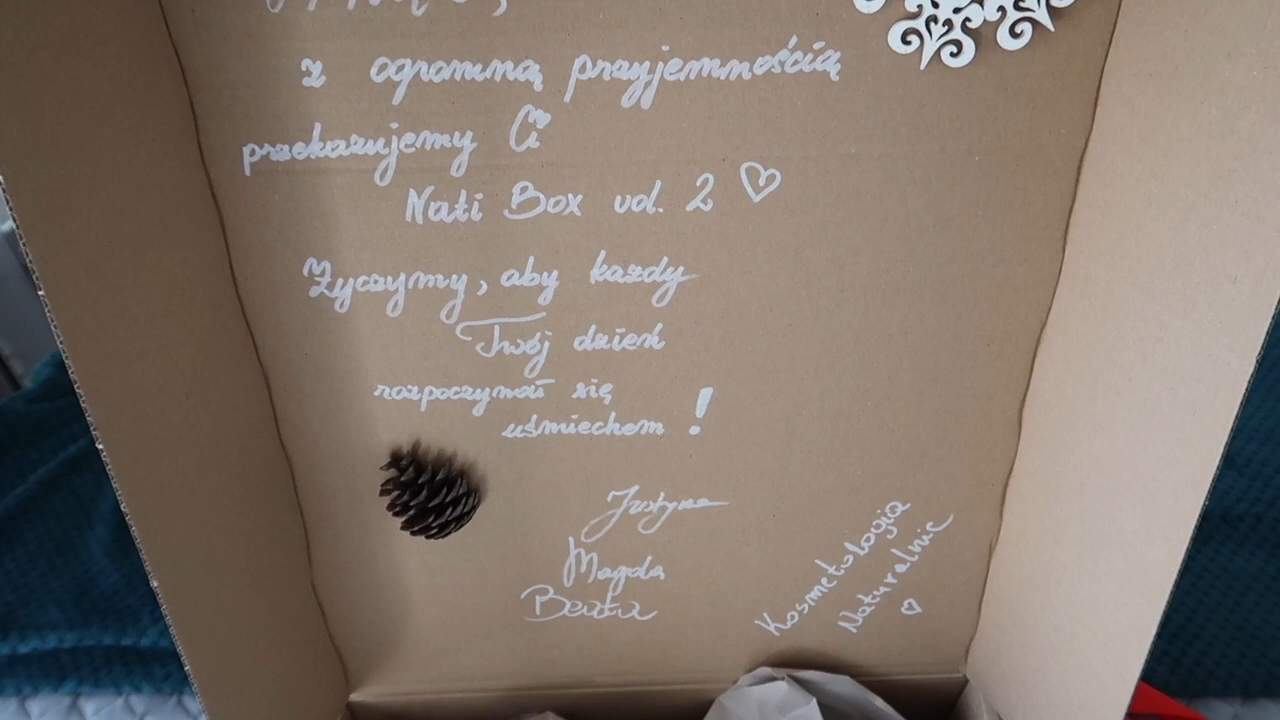 z ogromną przyjemnością
przekazujemy Ci
Nati Box vol. 2
Życzymy, aby każdy
Twój dzień
rozpoczynał się
uśmiechem!
Justyna
Magda
Beata
Kosmetologia
Naturalnie